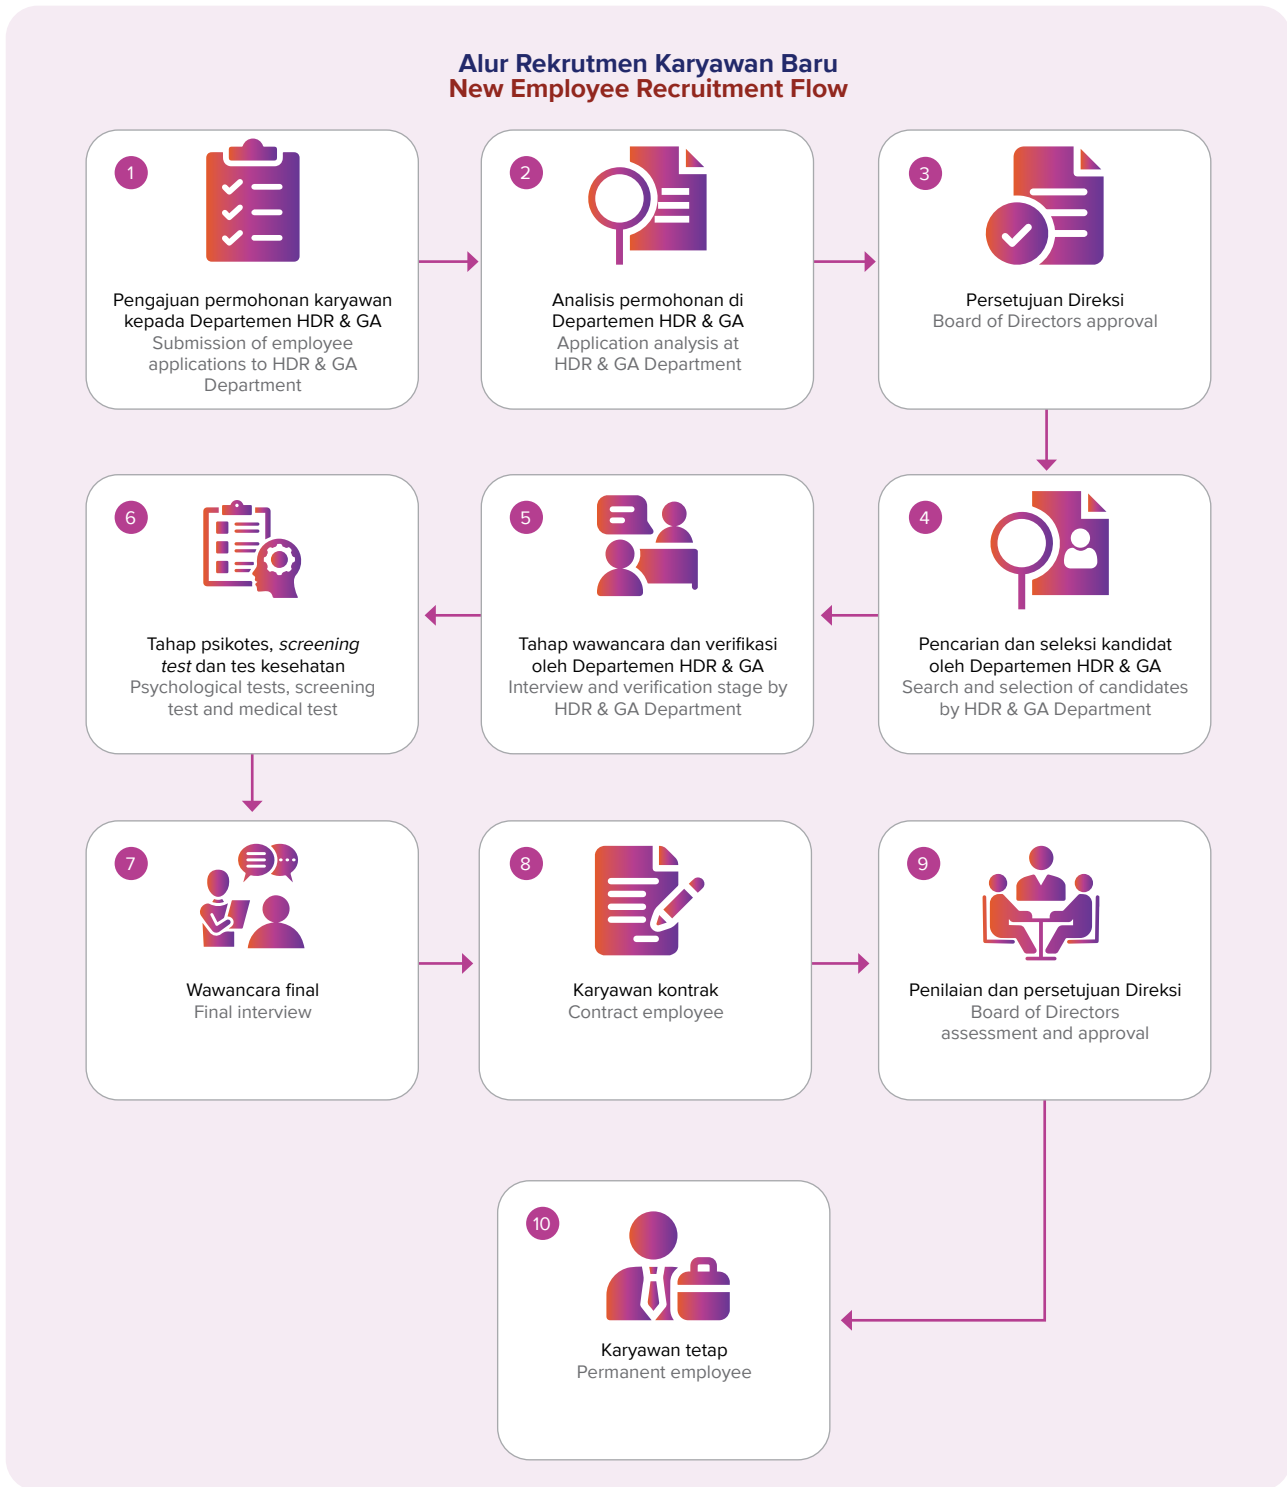 Alur Rekrutmen Karyawan Baru
New Employee Recruitment Flow
1
Pengajuan permohonan karyawan
kepada Departemen HDR & GA
Submission of employee
applications to HDR & GA
Department
2
Analisis permohonan di
Departemen HDR & GA
Application analysis at
HDR & GA Department
3
Persetujuan Direksi
Board of Directors approval
4
Pencarian dan seleksi kandidat
oleh Departemen HDR & GA
Search and selection of candidates
by HDR & GA Department
5
Tahap wawancara dan verifikasi
oleh Departemen HDR & GA
Interview and verification stage by
HDR & GA Department
6
Tahap psikotes, screening
test dan tes kesehatan
Psychological tests, screening
test and medical test
7
Wawancara final
Final interview
8
Karyawan kontrak
Contract employee
9
Penilaian dan persetujuan Direksi
Board of Directors
assessment and approval
10
Karyawan tetap
Permanent employee